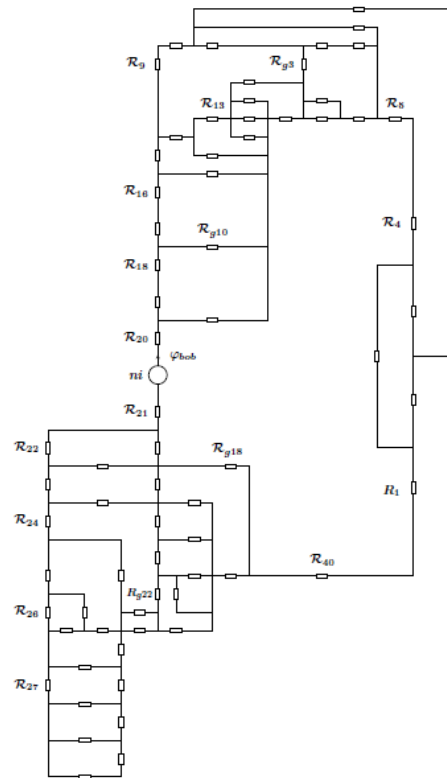 ℛ9 ℛg3
ℛ13 ℛ8
ℛ16
ℛ4
ℛg10
ℛ18
ℛ20
φbob
ni
ℛ21
ℛ22 ℛg18
R1
ℛ24
ℛ40
Rg22
ℛ26
ℛ27